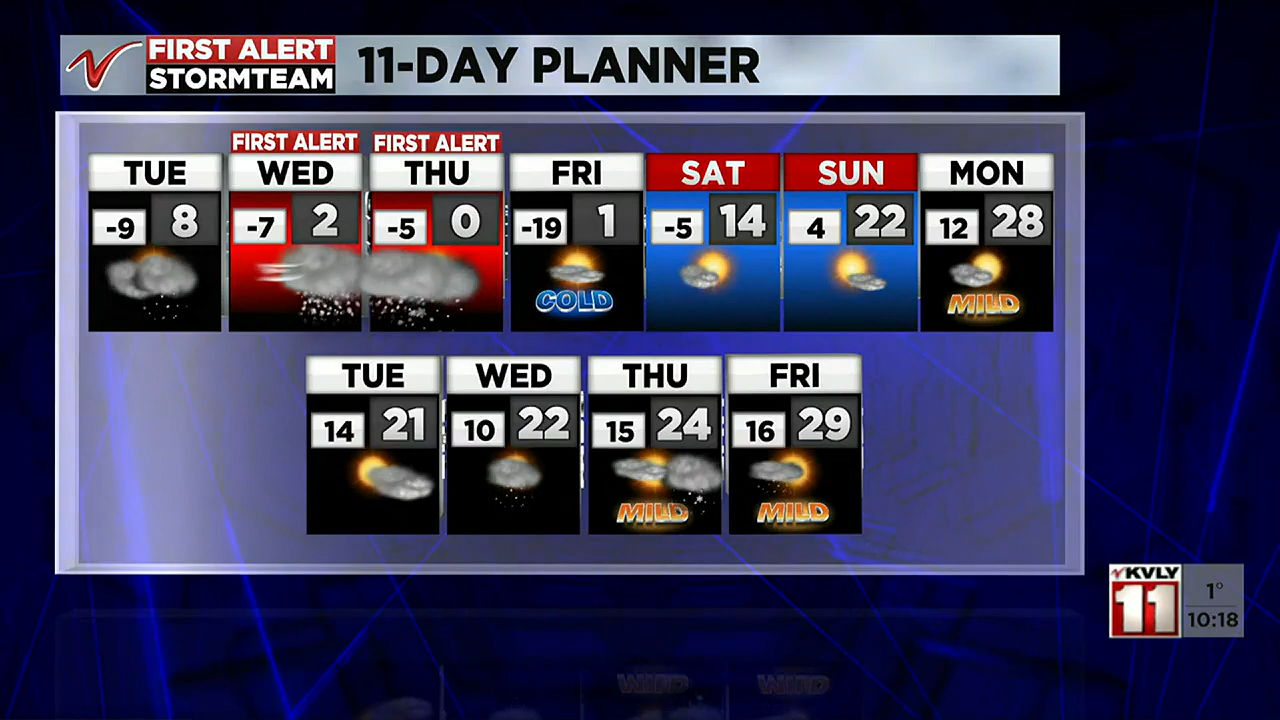 FIRST ALERT
STORMTEAM
11-DAY PLANNER
FIRST ALERT FIRST ALERT
TUE WED THU FRI SAT SUN MON
-9 8 -7 2 -5 0 -19 1 -5 14 4 22 12 28
COLD MILD
TUE WED THU FRI
14 21 10 22 15 24 16 29
MILD MILD
KVLY
11
1°
10:18